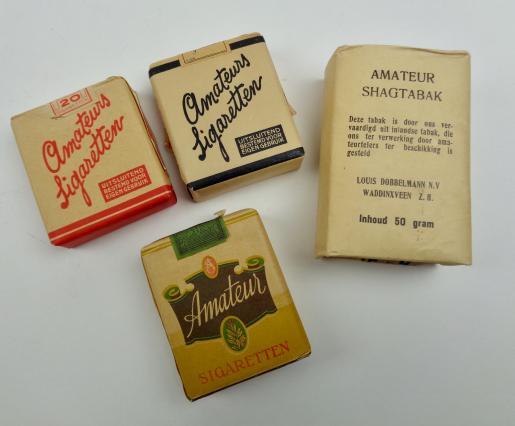 20
Amateurs
Sigaretten
UITSLUITEND
BESTEMD VOOR
EIGEN GEBRUIK
Amateurs
Sigaretten
UITSLUITEND
BESTEMD VOOR
EIGEN GEBRUIK
AMATEUR
SHAGTABAK
Deze tabak is door ons ver-
vaardigd uit inlandse tabak, die
ons ter verwerking door ama-
teurtelers ter beschikking is
gesteld
LOUIS DOBBELMANN N.V
WADDINXVEEN Z. H.
Inhoud 50 gram
Amateur
SIGARETTEN